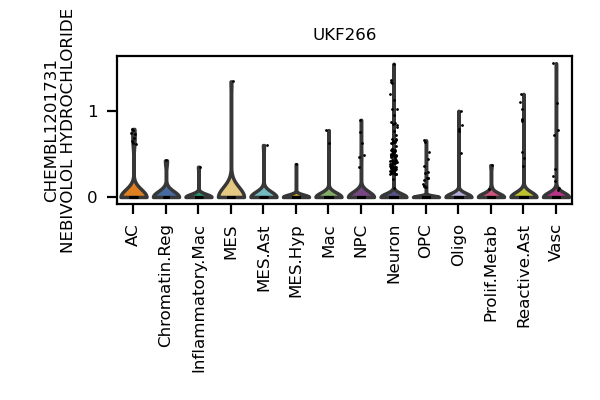 UKF266
CHEMBL1201731
NEBIVOLOL HYDROCHLORIDE
1
0
AC
Chromatin.Reg
Inflammatory.Mac
MES
MES.Ast
MES.Hyp
Mac
NPC
Neuron
OPC
Oligo
Prolif.Metab
Reactive.Ast
Vasc